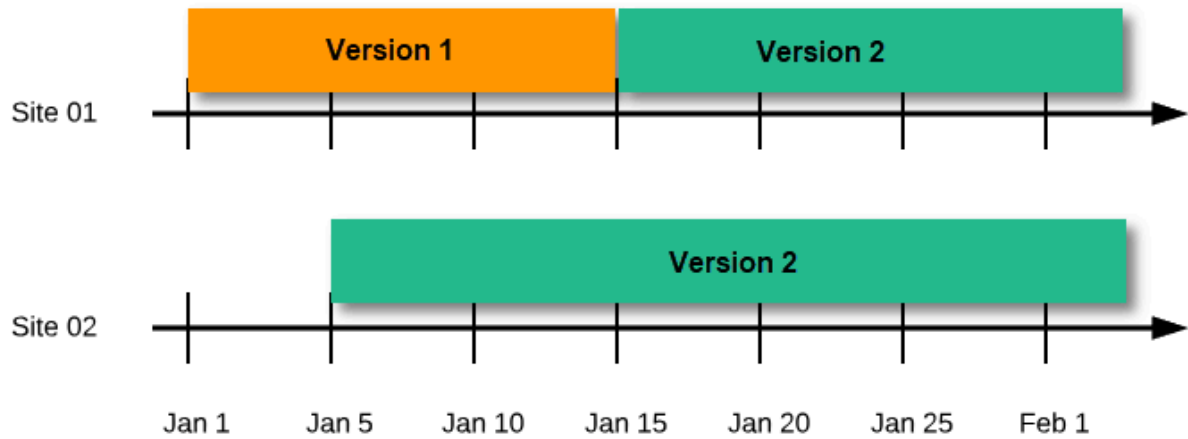 Version 1
Version 2
Site 01
Version 2
Site 02
Jan 1
Jan 5
Jan 10
Jan 15
Jan 20
Jan 25
Feb 1